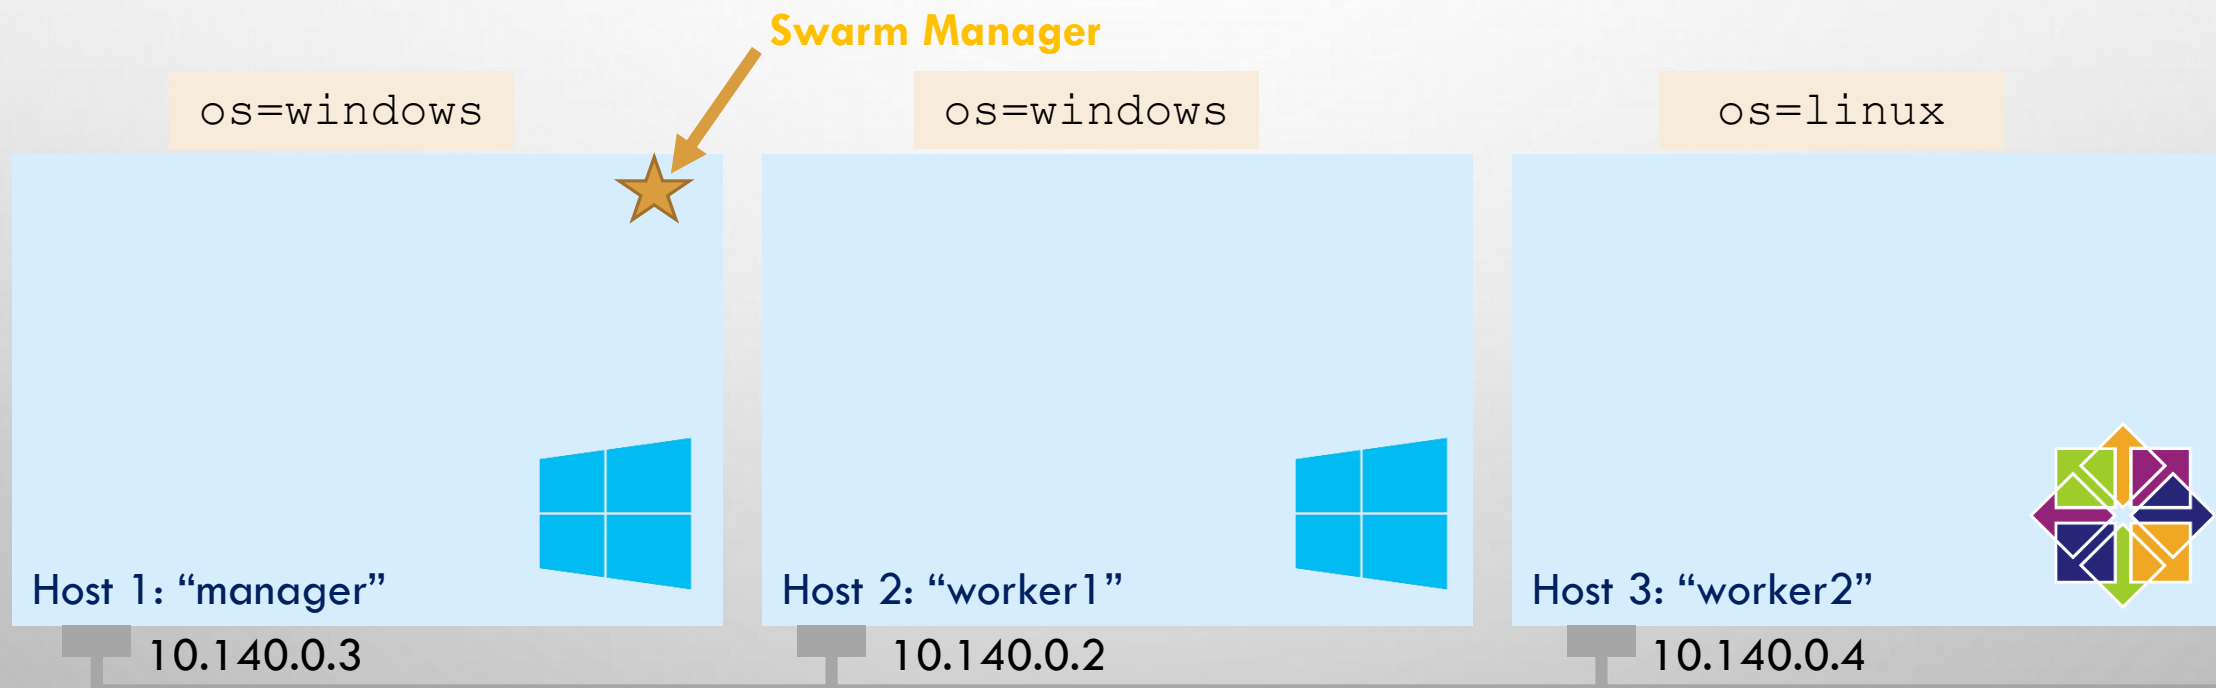 Swarm Manager
os=windows
os=windows
os=linux
Host 1: “manager”
Host 2: “worker1”
Host 3: “worker2”
10.140.0.3
10.140.0.2
10.140.0.4